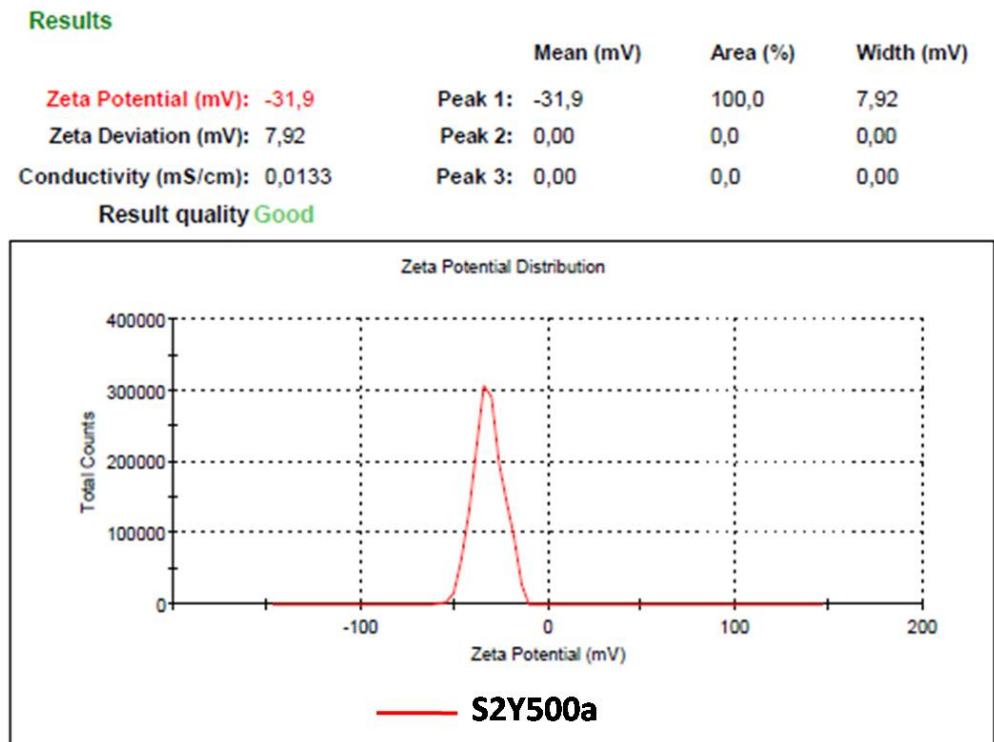 Results
Mean (mV) Area (%) Width (mV)
Zeta Potential (mV): -31,9 Peak 1: -31,9 100,0 7,92
Zeta Deviation (mV): 7,92 Peak 2: 0,00 0,0 0,00
Conductivity (mS/cm): 0,0133 Peak 3: 0,00 0,0 0,00
Result quality Good
Zeta Potential Distribution
400000
300000
200000
100000
0
Total Counts
-100 0 100 200
Zeta Potential (mV)
S2Y500a